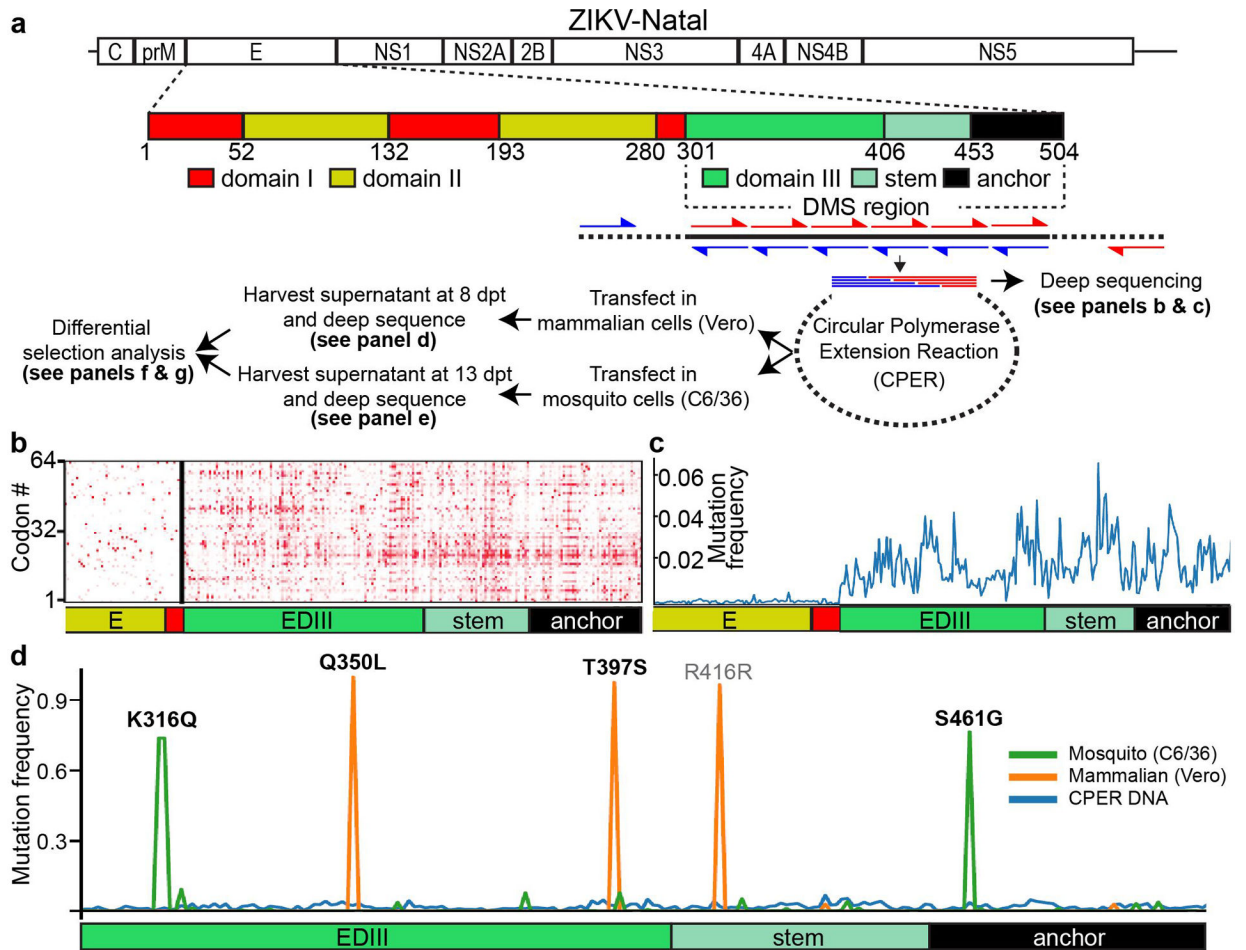 a
ZIKV-Natal
C prM E NS1 NS2A 2B NS3 4A NS4B NS5
1 52 132 193 280 301 406 453 504
domain I domain II domain III stem anchor
DMS region
Harvest supernatant at 8 dpt
and deep sequence
(see panel d)
Transfect in
mammalian cells (Vero)
Deep sequencing
(see panels b & c)
Differential
selection analysis
(see panels f & g)
Circular Polymerase
Extension Reaction
(CPER)
Harvest supernatant at 13 dpt
and deep sequence
(see panel e)
Transfect in
mosquito cells (C6/36)
b
Codon #
64
32
1
E EDIII stem anchor
c
Mutation
frequency
0.06
0.04
0.02
E EDIII stem anchor
d
Mutation frequency
0.9
0.6
0.3
K316Q
Q350L
T397S
R416R
S461G
Mosquito (C6/36)
Mammalian (Vero)
CPER DNA
EDIII stem anchor